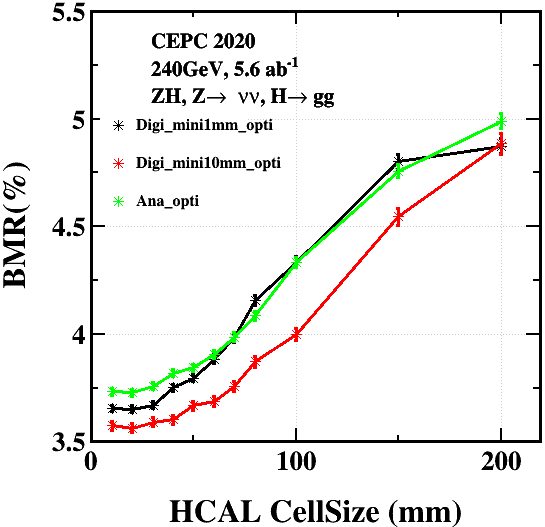 5.5
5
4.5
4
3.5
BMR(%)
CEPC 2020
240GeV, 5.6 ab⁻¹
ZH, Z→ νν, H→ gg
Digi_mini1mm_opti
Digi_mini10mm_opti
Ana_opti
0 100 200
HCAL CellSize (mm)